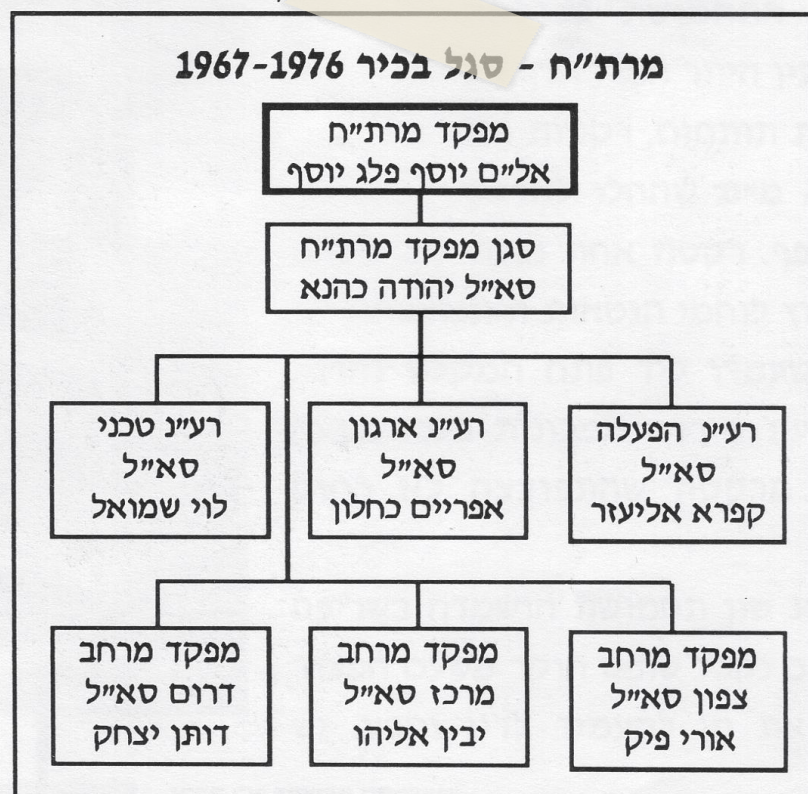 מרת״ח - סגל בכיר 1967-1976
מפקד מרת״ח
אל״ם יוסף פלג יוסף
סגן מפקד מרת״ח
סא״ל יהודה כהנא
רע״נ הפעלה
סא״ל
קפרא אליעזר
רע״נ ארגון
סא״ל
אפריים כחלון
רע״נ טכני
סא״ל
לוי שמואל
מפקד מרחב
צפון סא״ל
אורי פיק
מפקד מרחב
מרכז סא״ל
יבין אליהו
מפקד מרחב
דרום סא״ל
דותן יצחק